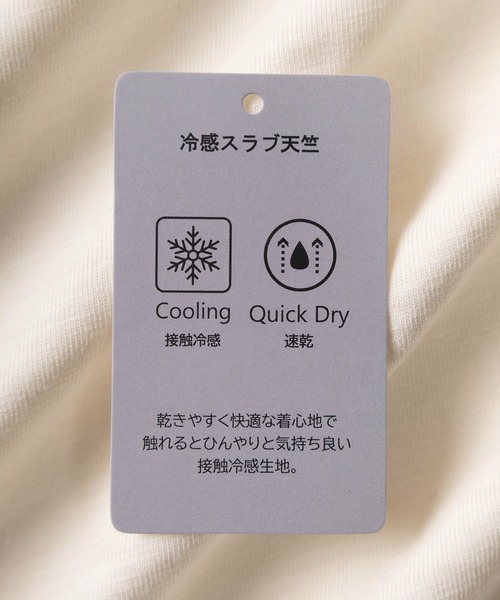 冷感スラブ天竺
Cooling
Quick Dry
接触冷感
速乾
乾きやすく快適な着心地で
触れるとひんやりと気持ち良い
接触冷感生地。